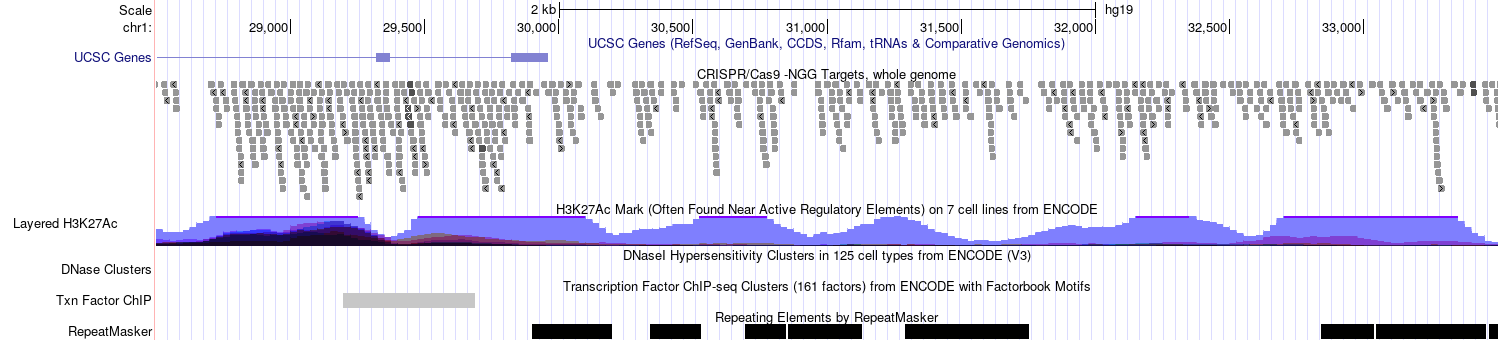 Scale 2 kb hg19
chr1: 29,000 29,500 30,000 30,500 31,000 31,500 32,000 32,500 33,000
UCSC Genes (RefSeq, GenBank, CCDS, Rfam, tRNAs & Comparative Genomics)
UCSC Genes
CRISPR/Cas9 -NGG Targets, whole genome
H3K27Ac Mark (Often Found Near Active Regulatory Elements) on 7 cell lines from ENCODE
Layered H3K27Ac
DNaseI Hypersensitivity Clusters in 125 cell types from ENCODE (V3)
DNase Clusters
Transcription Factor ChIP-seq Clusters (161 factors) from ENCODE with Factorbook Motifs
Txn Factor ChIP
Repeating Elements by RepeatMasker
RepeatMasker